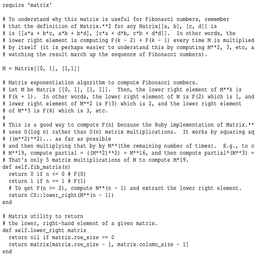 require 'matrix'
# To understand why this matrix is useful for Fibonacci numbers, remember
# that the definition of Matrix.**2 for any Matrix[[a, b], [c, d]] is
# is [[a*a + b*c, a*b + b*d], [c*a + d*b, c*b + d*d]]. In other words, the
# lower right element is computing F(k - 2) + F(k - 1) every time M is multiplied
# by itself (it is perhaps easier to understand this by computing M**2, 3, etc, and
# watching the result march up the sequence of Fibonacci numbers).
M = Matrix[[0, 1], [1,1]]
# Matrix exponentiation algorithm to compute Fibonacci numbers.
# Let M be Matrix [[0, 1], [1, 1]]. Then, the lower right element of M**k is
# F(k + 1). In other words, the lower right element of M is F(2) which is 1, and the
# lower right element of M**2 is F(3) which is 2, and the lower right element
# of M**3 is F(4) which is 3, etc.
#
# This is a good way to compute F(n) because the Ruby implementation of Matrix.**(n)
# uses O(log n) rather than O(n) matrix multiplications. It works by squaring squares
# ((m**2)**2)... as far as possible
# and then multiplying that by by M**(the remaining number of times). E.g., to compute
# M**19, compute partial = ((M**2)**2) = M**16, and then compute partial*(M**3) = M**19.
# That's only 5 matrix multiplications of M to compute M*19.
def self.fib_matrix(n)
return 0 if n <= 0 # F(0)
return 1 if n == 1 # F(1)
# To get F(n >= 2), compute M**(n - 1) and extract the lower right element.
return CS::lower_right(M**(n - 1))
end
# Matrix utility to return
# the lower, right-hand element of a given matrix.
def self.lower_right matrix
return nil if matrix.row_size == 0
return matrix[matrix.row_size - 1, matrix.column_size - 1]
end